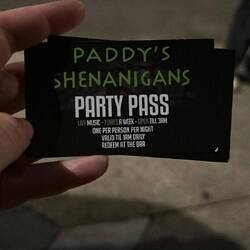 PADDY'S
SHENANIGANS
PARTY PASS
LIVE MUSIC - 7 DAYS A WEEK - OPEN TILL 3AM
ONE PER PERSON PER NIGHT
VALID TIL 1AM DAILY
REDEEM AT THE BAR